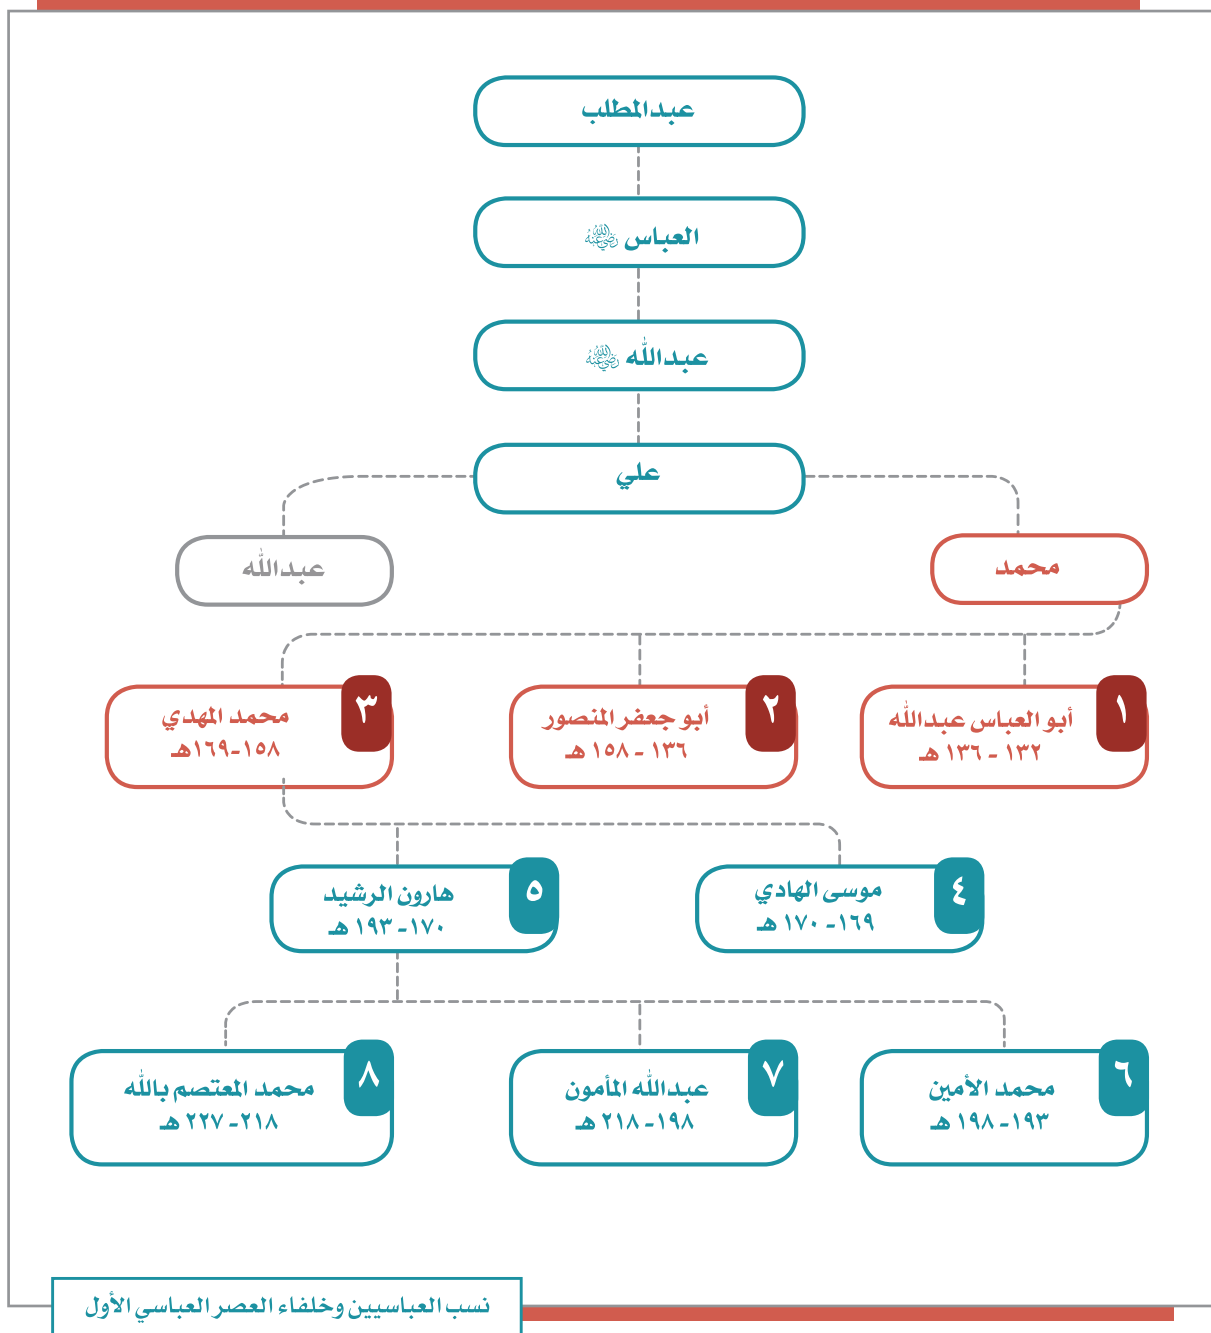 عبدالمطلب
العباس رضي الله عنه
عبدالله رضي الله عنه
علي
محمد
عبدالله
١
أبو العباس عبدالله
١٣٢ - ١٣٦ هـ
٢
أبو جعفر المنصور
١٣٦ - ١٥٨ هـ
٣
محمد المهدي
١٥٨-١٦٩هـ
٤
موسى الهادي
١٦٩- ١٧٠ هـ
٥
هارون الرشيد
١٧٠- ١٩٣ هـ
٦
محمد الأمين
١٩٣- ١٩٨ هـ
٧
عبدالله المأمون
١٩٨- ٢١٨ هـ
٨
محمد المعتصم بالله
٢١٨- ٢٢٧ هـ
نسب العباسيين وخلفاء العصر العباسي الأول